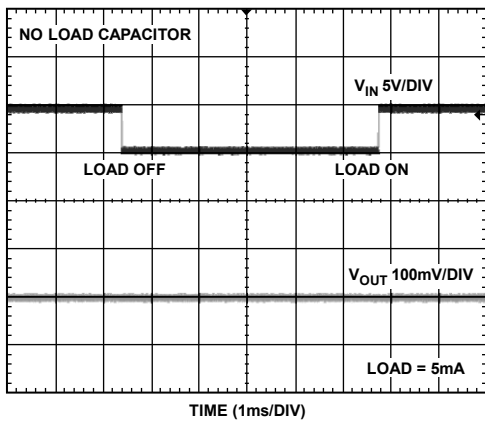 NO LOAD CAPACITOR
VIN 5V/DIV
LOAD OFF
LOAD ON
VOUT 100mV/DIV
LOAD = 5mA
TIME (1ms/DIV)